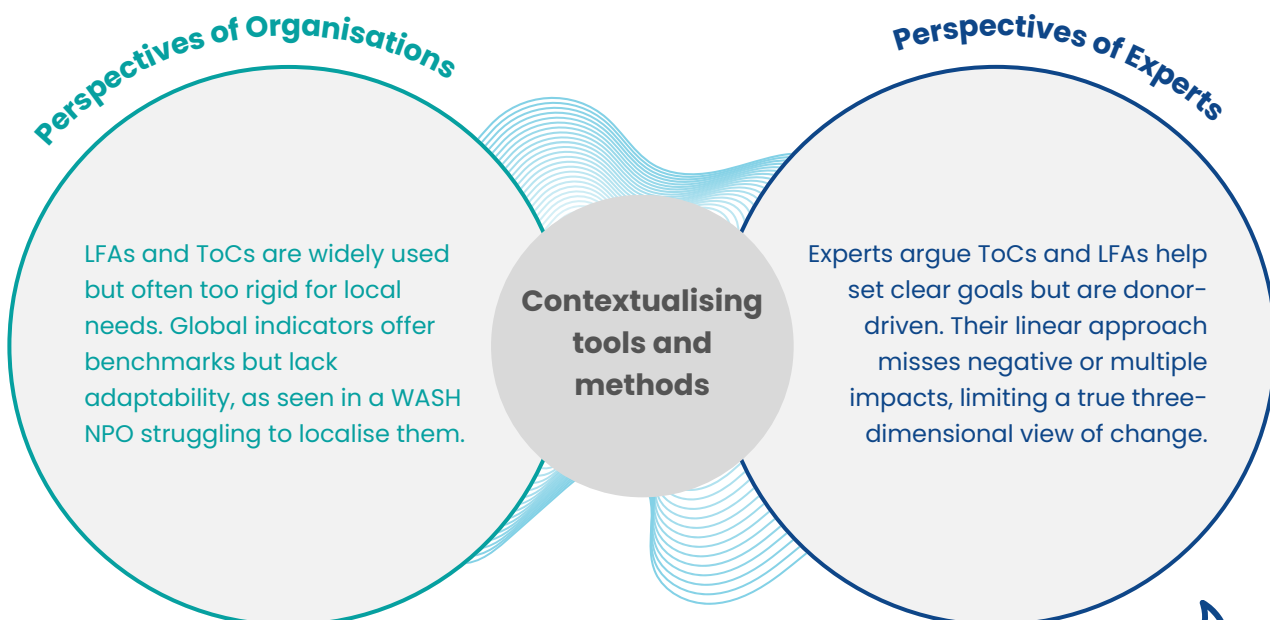 Perspectives of Organisations
LFAs and ToCs are widely used
but often too rigid for local
needs. Global indicators offer
benchmarks but lack
adaptability, as seen in a WASH
NPO struggling to localise them.
Contextualising
tools and
methods
Perspectives of Experts
Experts argue ToCs and LFAs help
set clear goals but are donor-
driven. Their linear approach
misses negative or multiple
impacts, limiting a true three-
dimensional view of change.